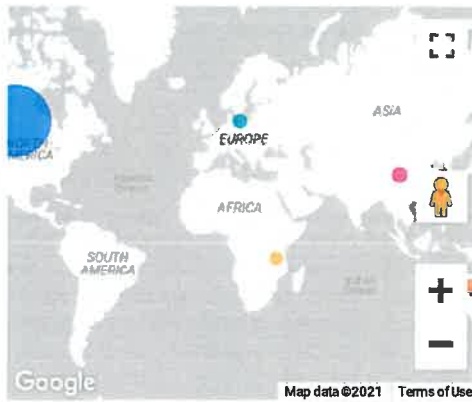 ASIA
EUROPE
AFRICA
SOUTH
AMERICA
Google
Map data ©2021 Terms of Use